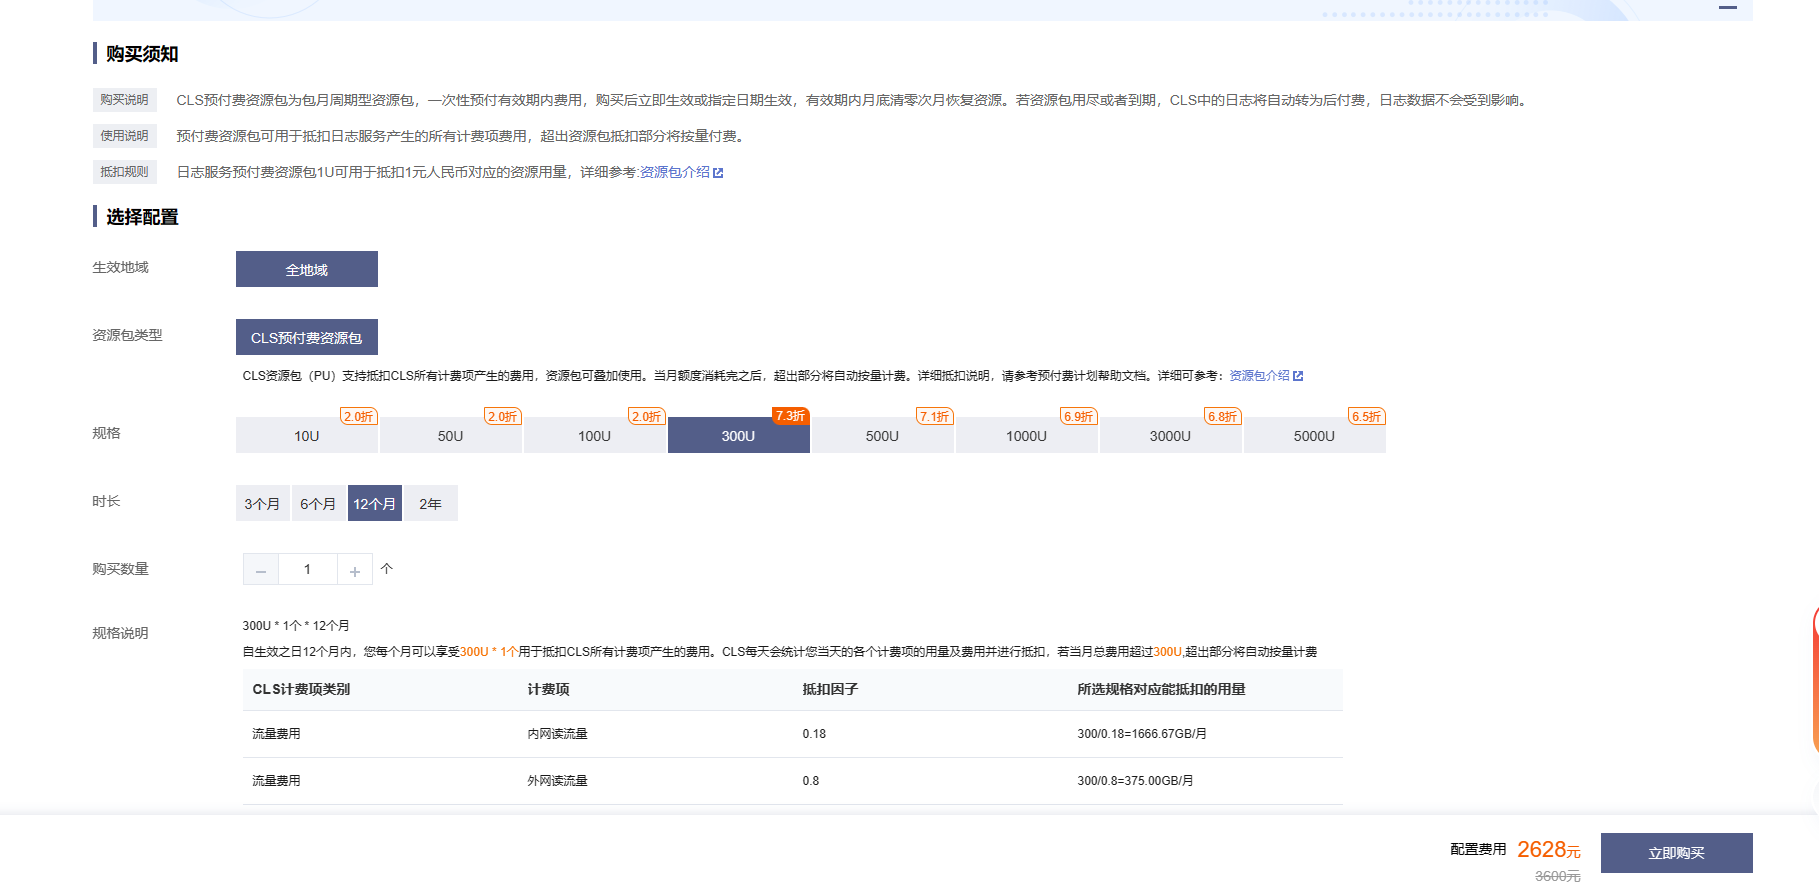 购买须知
购买说明 CLS预付费资源包为包月周期型资源包，一次性预付有效期内费用，购买后立即生效或指定日期生效，有效期内月底清零次月恢复资源。若资源包用尽或者到期，CLS中的日志将自动转为后付费，日志数据不会受到影响。
使用说明 预付费资源包可用于抵扣日志服务产生的所有计费项费用，超出资源包抵扣部分将按量付费。
抵扣规则 日志服务预付费资源包1U可用于抵扣1元人民币对应的资源用量，详细参考:资源包介绍
选择配置
生效地域 全地域
资源包类型 CLS预付费资源包
CLS资源包（PU）支持抵扣CLS所有计费项产生的费用，资源包可叠加使用。当月额度消耗完之后，超出部分将自动按量计费。详细抵扣说明，请参考预付费计划帮助文档。详细可参考：资源包介绍
2.0折 2.0折 2.0折 7.3折 7.1折 6.9折 6.8折 6.5折
规格 10U 50U 100U 300U 500U 1000U 3000U 5000U
时长 3个月 6个月 12个月 2年
购买数量 − 1 + 个
规格说明 300U * 1个 * 12个月
自生效之日12个月内，您每个月可以享受300U * 1个用于抵扣CLS所有计费项产生的费用。CLS每天会统计您当天的各个计费项的用量及费用并进行抵扣，若当月总费用超过300U,超出部分将自动按量计费
CLS计费项类别 计费项 抵扣因子 所选规格对应能抵扣的用量
流量费用 内网读流量 0.18 300/0.18=1666.67GB/月
流量费用 外网读流量 0.8 300/0.8=375.00GB/月
配置费用 2628元 立即购买
3600元